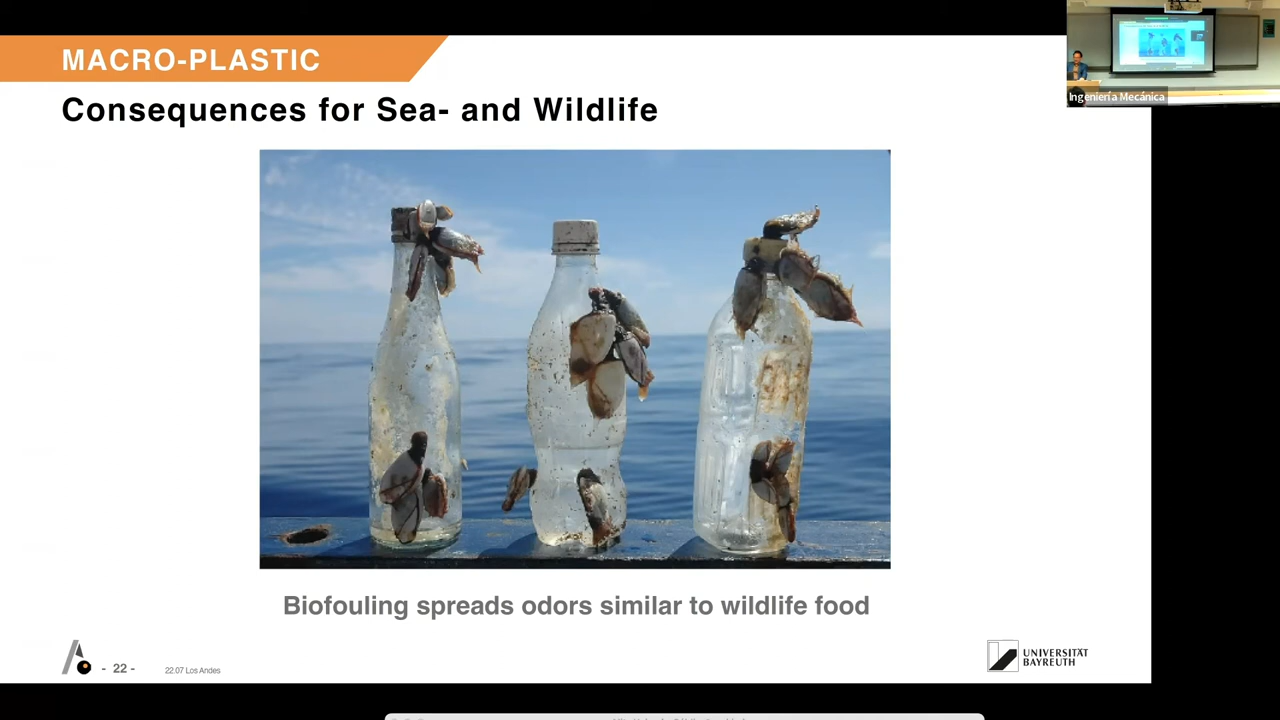 MACRO-PLASTIC
Consequences for Sea- and Wildlife
Ingeniería Mecánica
Biofouling spreads odors similar to wildlife food
- 22 -
22.07 Los Andes
UNIVERSITÄT
BAYREUTH